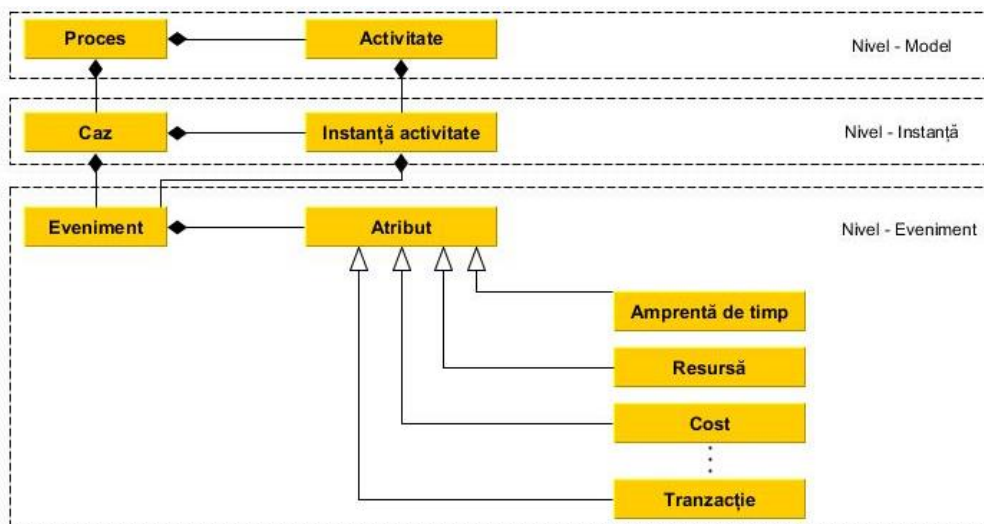 Proces
Activitate
Nivel - Model
Caz
Instanță activitate
Nivel - Instanță
Eveniment
Atribut
Nivel - Eveniment
Amprentă de timp
Resursă
Cost
Tranzacție